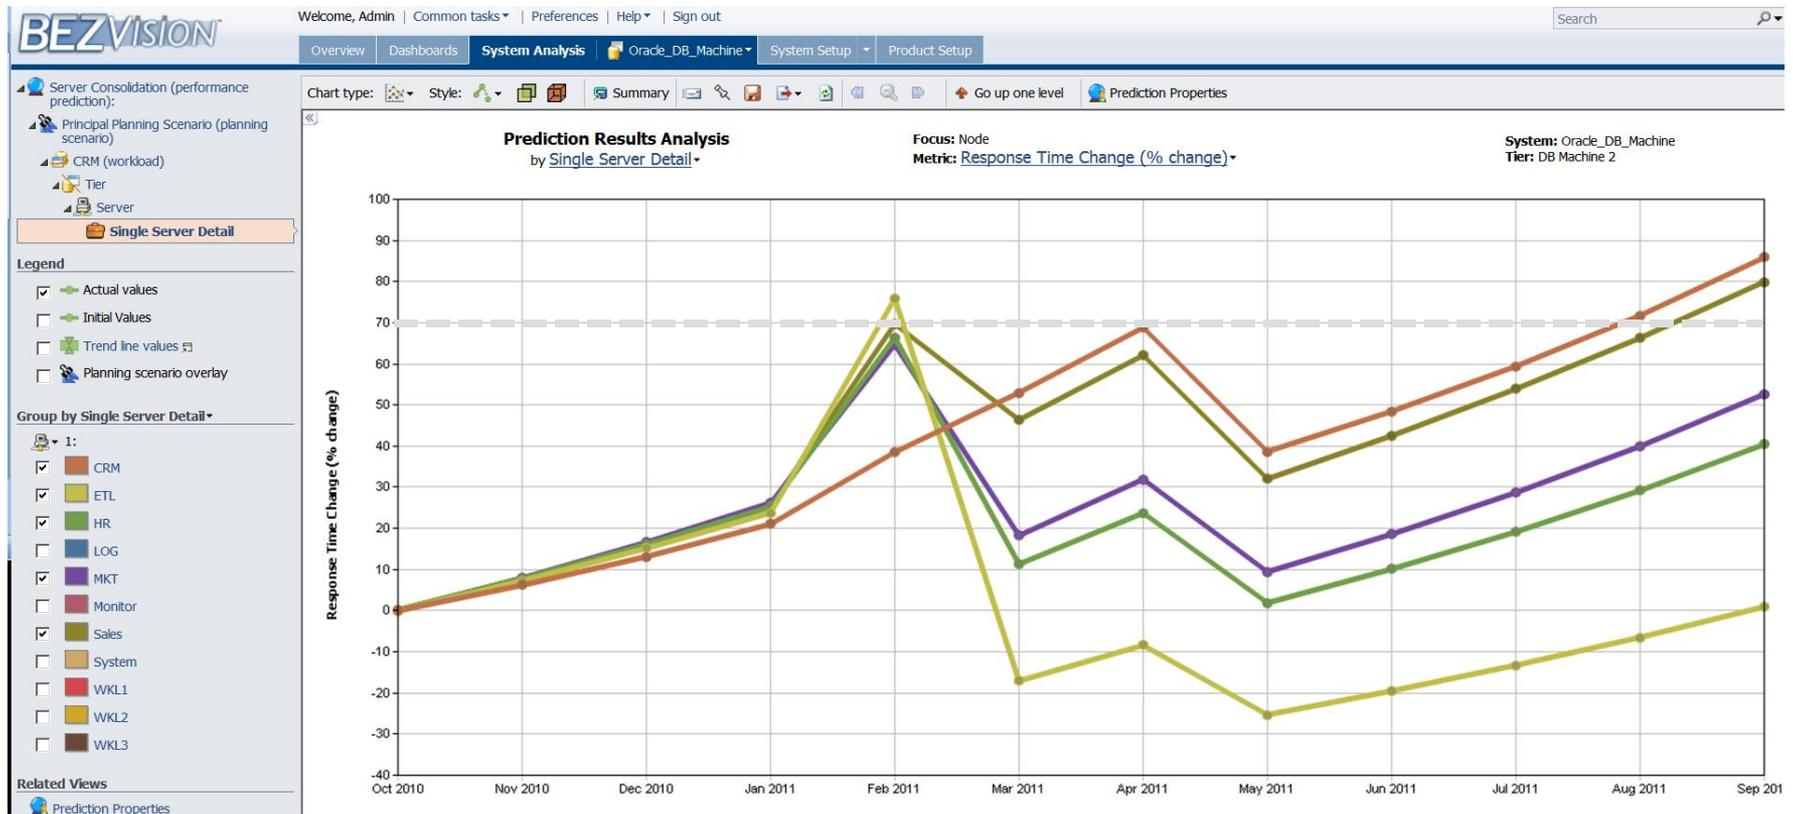 BEZVision
Welcome, Admin | Common tasks | Preferences | Help | Sign out
Search
Overview Dashboards System Analysis Oracle_DB_Machine System Setup Product Setup
Server Consolidation (performance
prediction):
Principal Planning Scenario (planning
scenario)
CRM (workload)
Tier
Server
Single Server Detail
Legend
Actual values
Initial Values
Trend line values
Planning scenario overlay
Group by Single Server Detail
1:
CRM
ETL
HR
LOG
MKT
Monitor
Sales
System
WKL1
WKL2
WKL3
Related Views
Prediction Properties
Chart type: Style: Summary Go up one level Prediction Properties
Prediction Results Analysis
by Single Server Detail
Focus: Node
Metric: Response Time Change (% change)
System: Oracle_DB_Machine
Tier: DB Machine 2
Response Time Change (% change)
100
90
80
70
60
50
40
30
20
10
0
-10
-20
-30
-40
Oct 2010 Nov 2010 Dec 2010 Jan 2011 Feb 2011 Mar 2011 Apr 2011 May 2011 Jun 2011 Jul 2011 Aug 2011 Sep 201